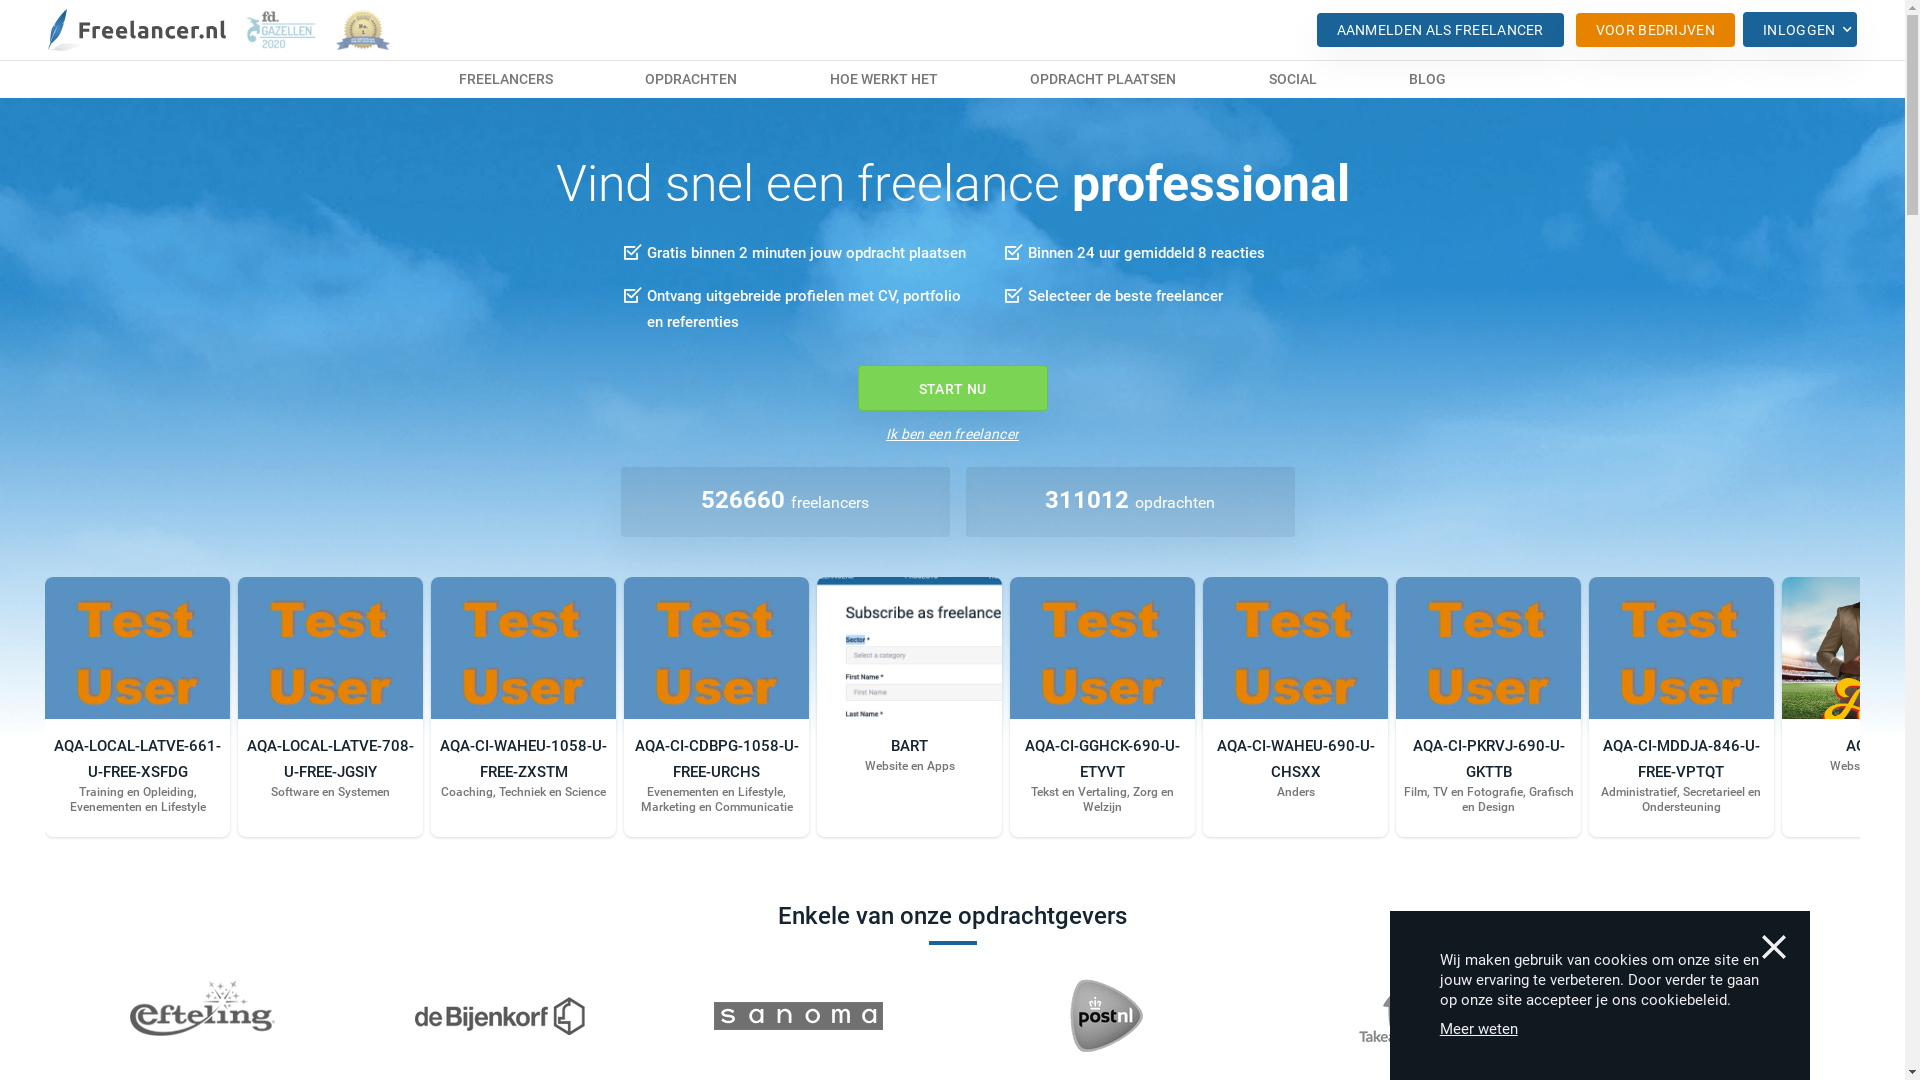 Freelancer.nl
fd.
GAZELLEN
2020
AANMELDEN ALS FREELANCER
VOOR BEDRIJVEN
INLOGGEN
FREELANCERS
OPDRACHTEN
HOE WERKT HET
OPDRACHT PLAATSEN
SOCIAL
BLOG
Vind snel een freelance professional
Gratis binnen 2 minuten jouw opdracht plaatsen
Binnen 24 uur gemiddeld 8 reacties
Ontvang uitgebreide profielen met CV, portfolio
en referenties
Selecteer de beste freelancer
START NU
Ik ben een freelancer
526660 freelancers
311012 opdrachten
Test
User
AQA-LOCAL-LATVE-661-
U-FREE-XSFDG
Training en Opleiding,
Evenementen en Lifestyle
Test
User
AQA-LOCAL-LATVE-708-
U-FREE-JGSIY
Software en Systemen
Test
User
AQA-CI-WAHEU-1058-U-
FREE-ZXSTM
Coaching, Techniek en Science
Test
User
AQA-CI-CDBPG-1058-U-
FREE-URCHS
Evenementen en Lifestyle,
Marketing en Communicatie
Subscribe as freelance
Sector *
Select a category
First Name *
First Name
Last Name *
BART
Website en Apps
Test
User
AQA-CI-GGHCK-690-U-
ETYVT
Tekst en Vertaling, Zorg en
Welzijn
Test
User
AQA-CI-WAHEU-690-U-
CHSXX
Anders
Test
User
AQA-CI-PKRVJ-690-U-
GKTTB
Film, TV en Fotografie, Grafisch
en Design
Test
User
AQA-CI-MDDJA-846-U-
FREE-VPTQT
Administratief, Secretarieel en
Ondersteuning
Enkele van onze opdrachtgevers
efteling
de Bijenkorf
sanoma
postnl
Wij maken gebruik van cookies om onze site en
jouw ervaring te verbeteren. Door verder te gaan
op onze site accepteer je ons cookiebeleid.
Meer weten